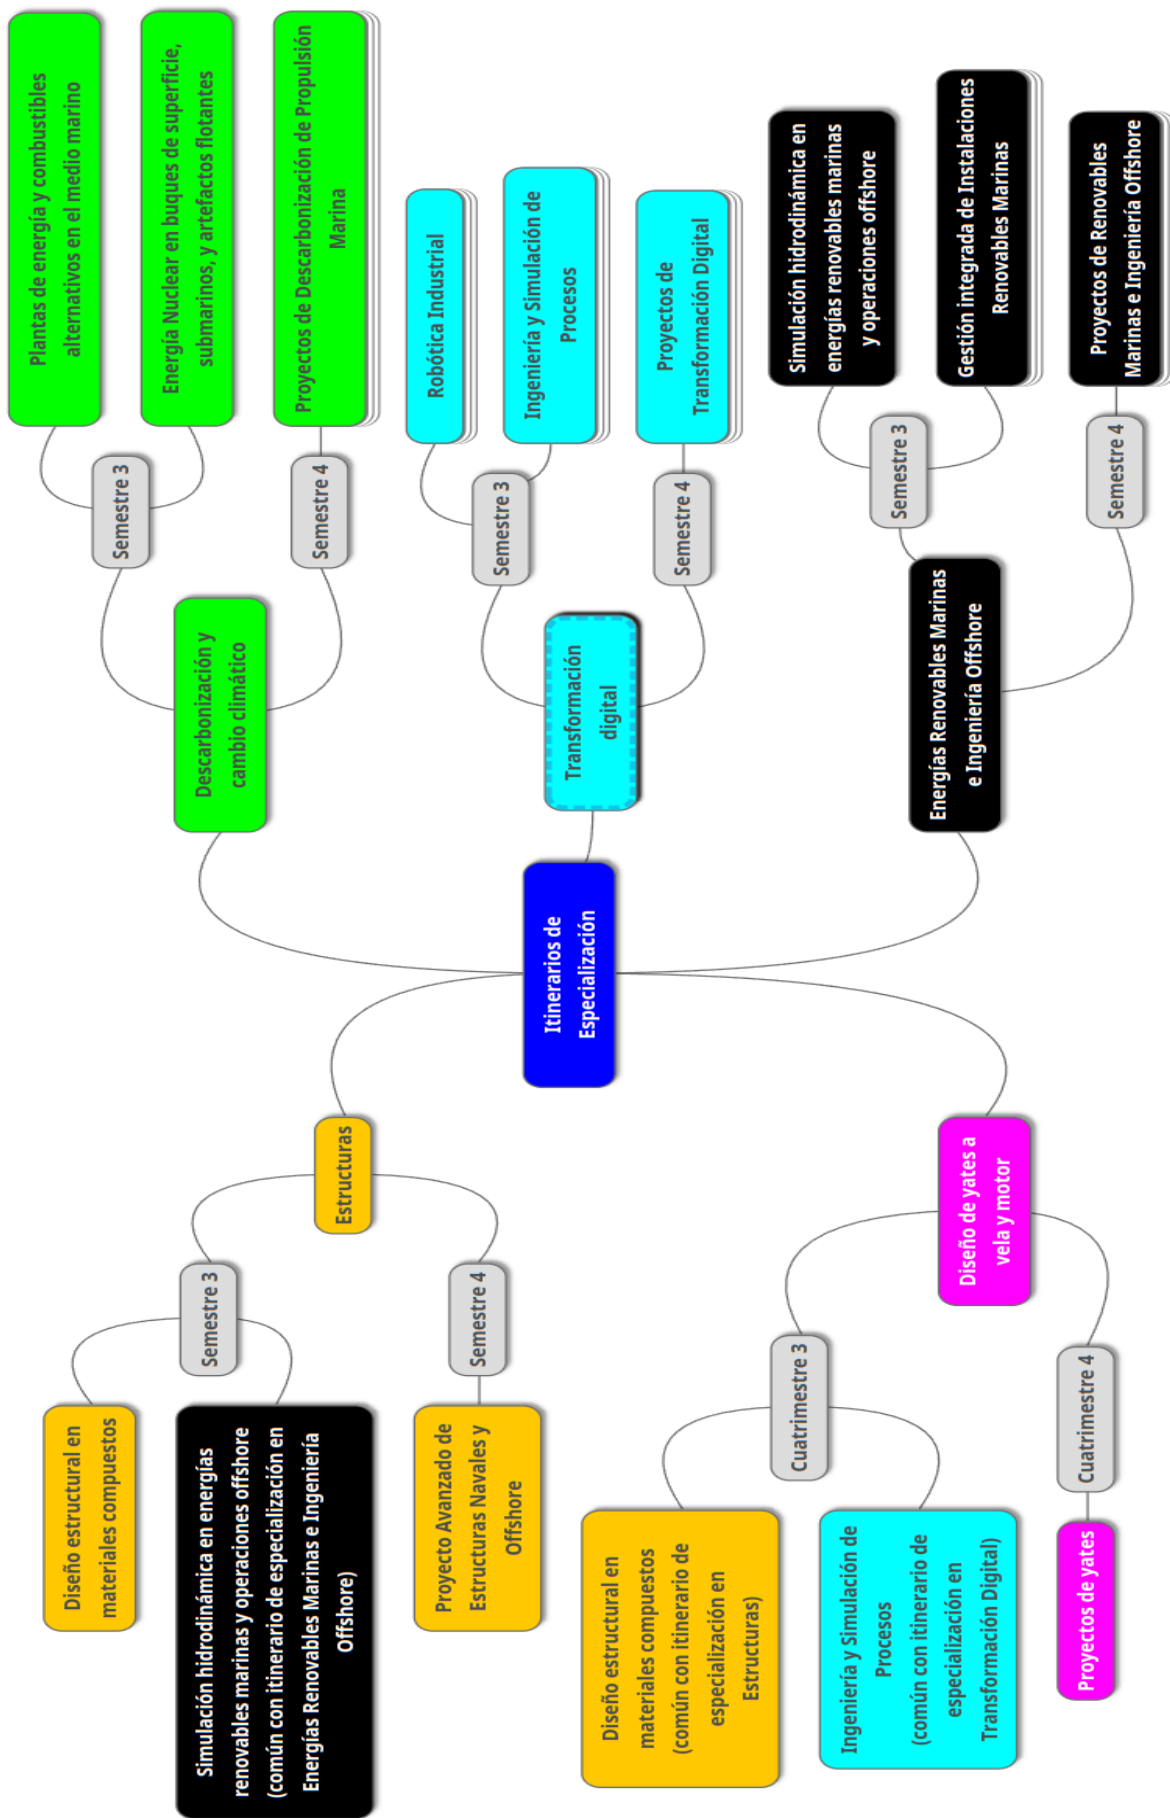 Itinerarios de
Especialización
Descarbonización y
cambio climático
Semestre 3
Plantas de energía y combustibles
alternativos en el medio marino
Energía Nuclear en buques de superficie,
submarinos, y artefactos flotantes
Semestre 4
Proyectos de Descarbonización de Propulsión
Marina
Transformación
digital
Semestre 3
Robótica Industrial
Ingeniería y Simulación de
Procesos
Semestre 4
Proyectos de
Transformación Digital
Energías Renovables Marinas
e Ingeniería Offshore
Semestre 3
Simulación hidrodinámica en
energías renovables marinas
y operaciones offshore
Gestión integrada de Instalaciones
Renovables Marinas
Semestre 4
Proyectos de Renovables
Marinas e Ingeniería Offshore
Estructuras
Semestre 3
Diseño estructural en
materiales compuestos
Simulación hidrodinámica en energías
renovables marinas y operaciones offshore
(común con itinerario de especialización en
Energías Renovables Marinas e Ingeniería
Offshore)
Semestre 4
Proyecto Avanzado de
Estructuras Navales y
Offshore
Diseño de yates a
vela y motor
Cuatrimestre 3
Diseño estructural en
materiales compuestos
(común con itinerario de
especialización en
Estructuras)
Ingeniería y Simulación de
Procesos
(común con itinerario de
especialización en
Transformación Digital)
Cuatrimestre 4
Proyectos de yates